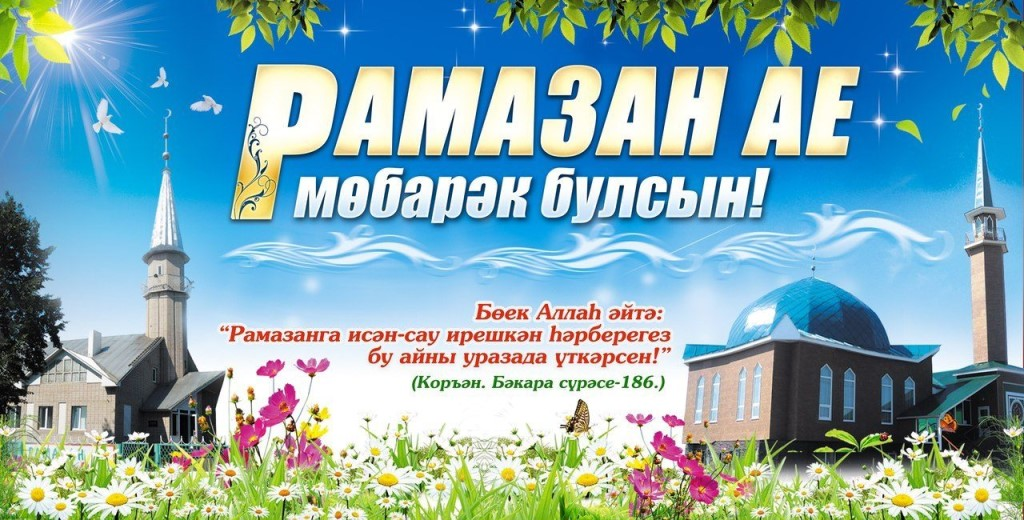 РАМАЗАН АЕ
мөбарәк булсын!
Бөек Аллаһ әйтә:
“Рамазанга исән-сау ирешкән һәрберегез
бу айны уразада үткәрсен!”
(Коръән. Бәкара сүрәсе-186.)